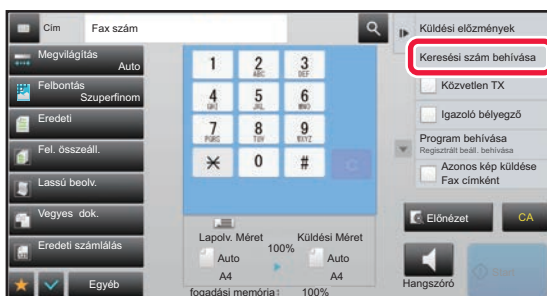 Cím
Fax szám
Megvilágítás
Auto
Felbontás
Szuperfinom
Eredeti
Fel. összeáll.
Lassú beolv.
Vegyes dok.
Eredeti számlálás
Egyéb
1
2 ABC
3 DEF
4 GHI
5 JKL
6 MNO
7 PQRS
8 TUV
9 WXYZ
0
#
C
Lapolv. Méret
100%
Küldési Méret
Auto
Auto
A4
A4
fogadási memória:
100%
Küldési előzmények
Keresési szám behívása
Közvetlen TX
Igazoló bélyegző
Program behívása
Regisztrált beáll. behívása
Azonos kép küldése
Fax címként
Előnézet
CA
Hangszóró
Start